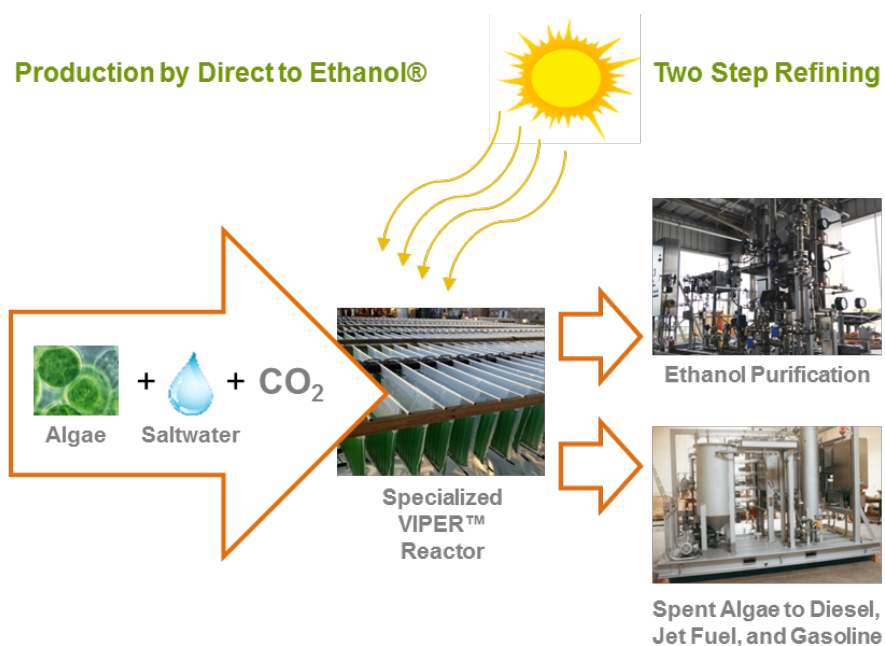 Production by Direct to Ethanol®
Two Step Refining
Algae
+
Saltwater
+
CO₂
Specialized
VIPER™
Reactor
Ethanol Purification
Spent Algae to Diesel,
Jet Fuel, and Gasoline